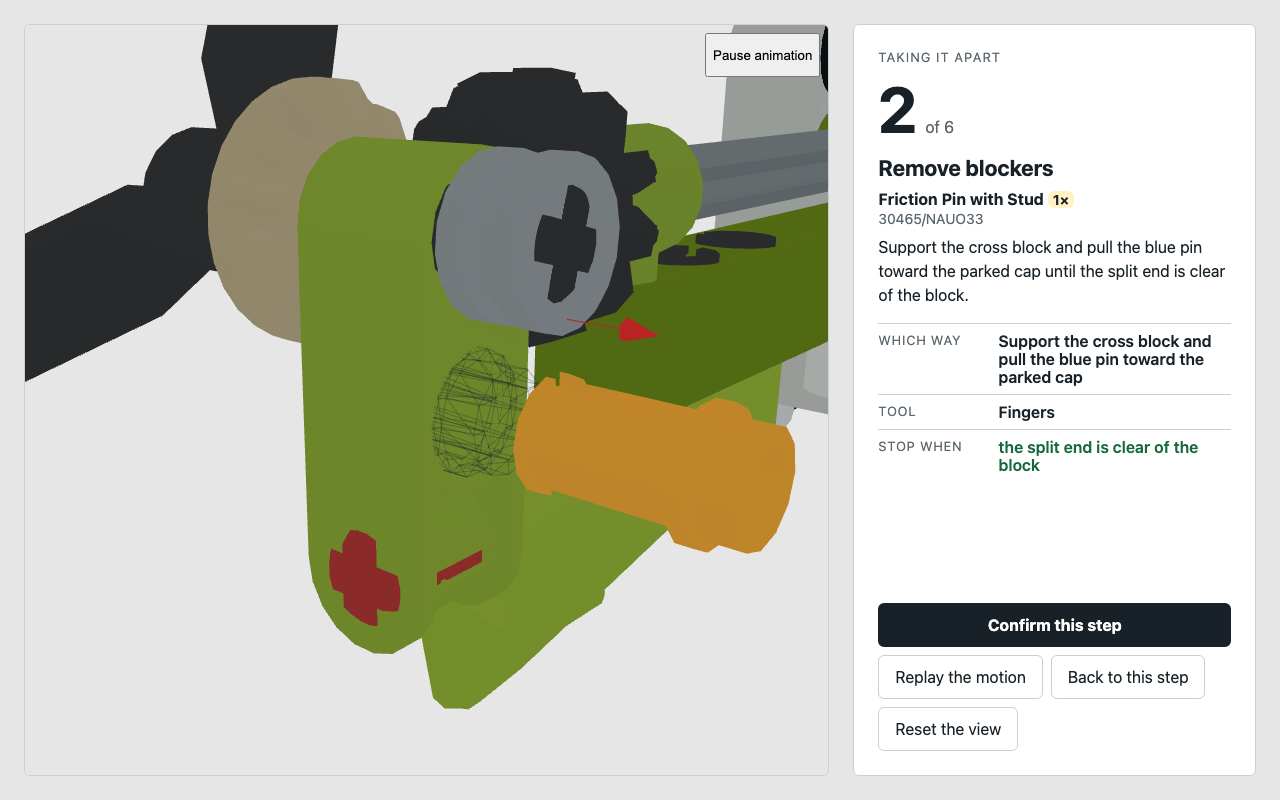 Pause animation
TAKING IT APART
2 of 6
Remove blockers
Friction Pin with Stud 1×
30465/NAUO33
Support the cross block and pull the blue pin
toward the parked cap until the split end is clear
of the block.
WHICH WAY Support the cross block and
pull the blue pin toward the
parked cap
TOOL Fingers
STOP WHEN the split end is clear of the
block
Confirm this step
Replay the motion Back to this step
Reset the view